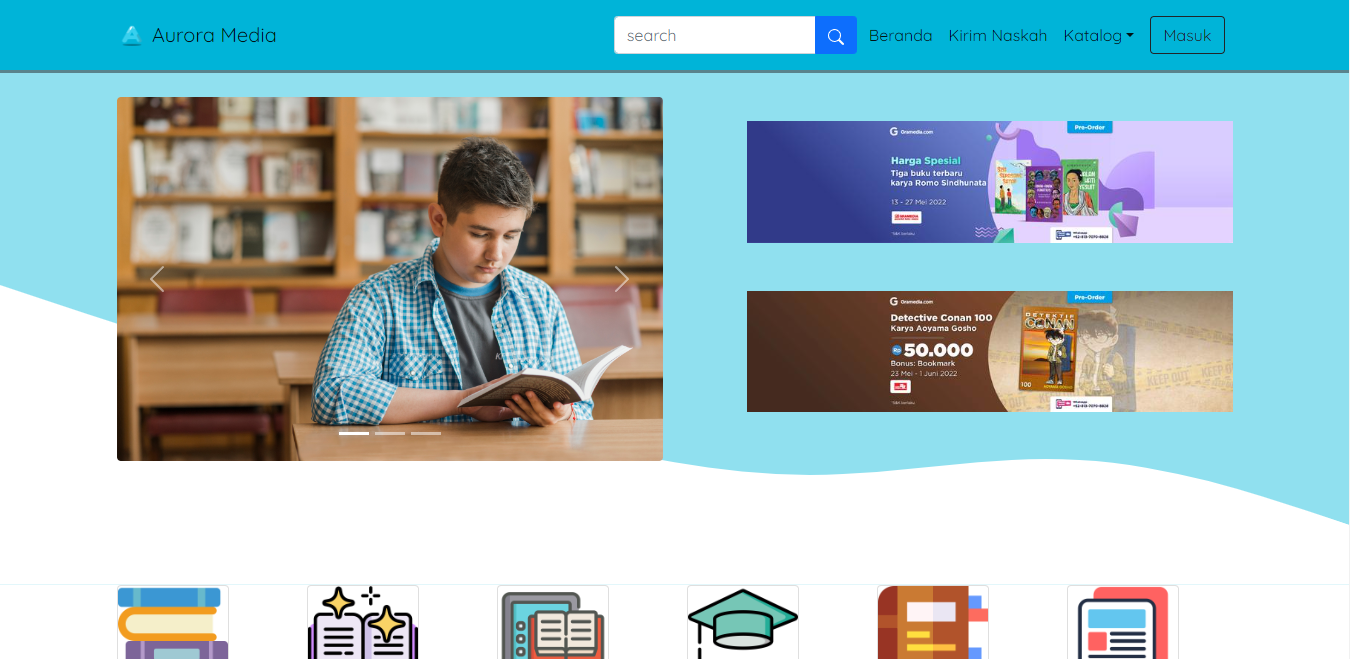 Aurora Media
search
Beranda
Kirim Naskah
Katalog
Masuk
Gramedia.com
Pre-Order
Harga Spesial
Tiga buku terbaru
karya Romo Sindhunata
13 - 27 Mei 2022
Gramedia.com
Pre-Order
Detective Conan 100
Karya Aoyama Gosho
Rp 50.000
Bonus: Bookmark
23 Mei - 1 Juni 2022
DETEKTIF
CONAN
100
KEEP OUT